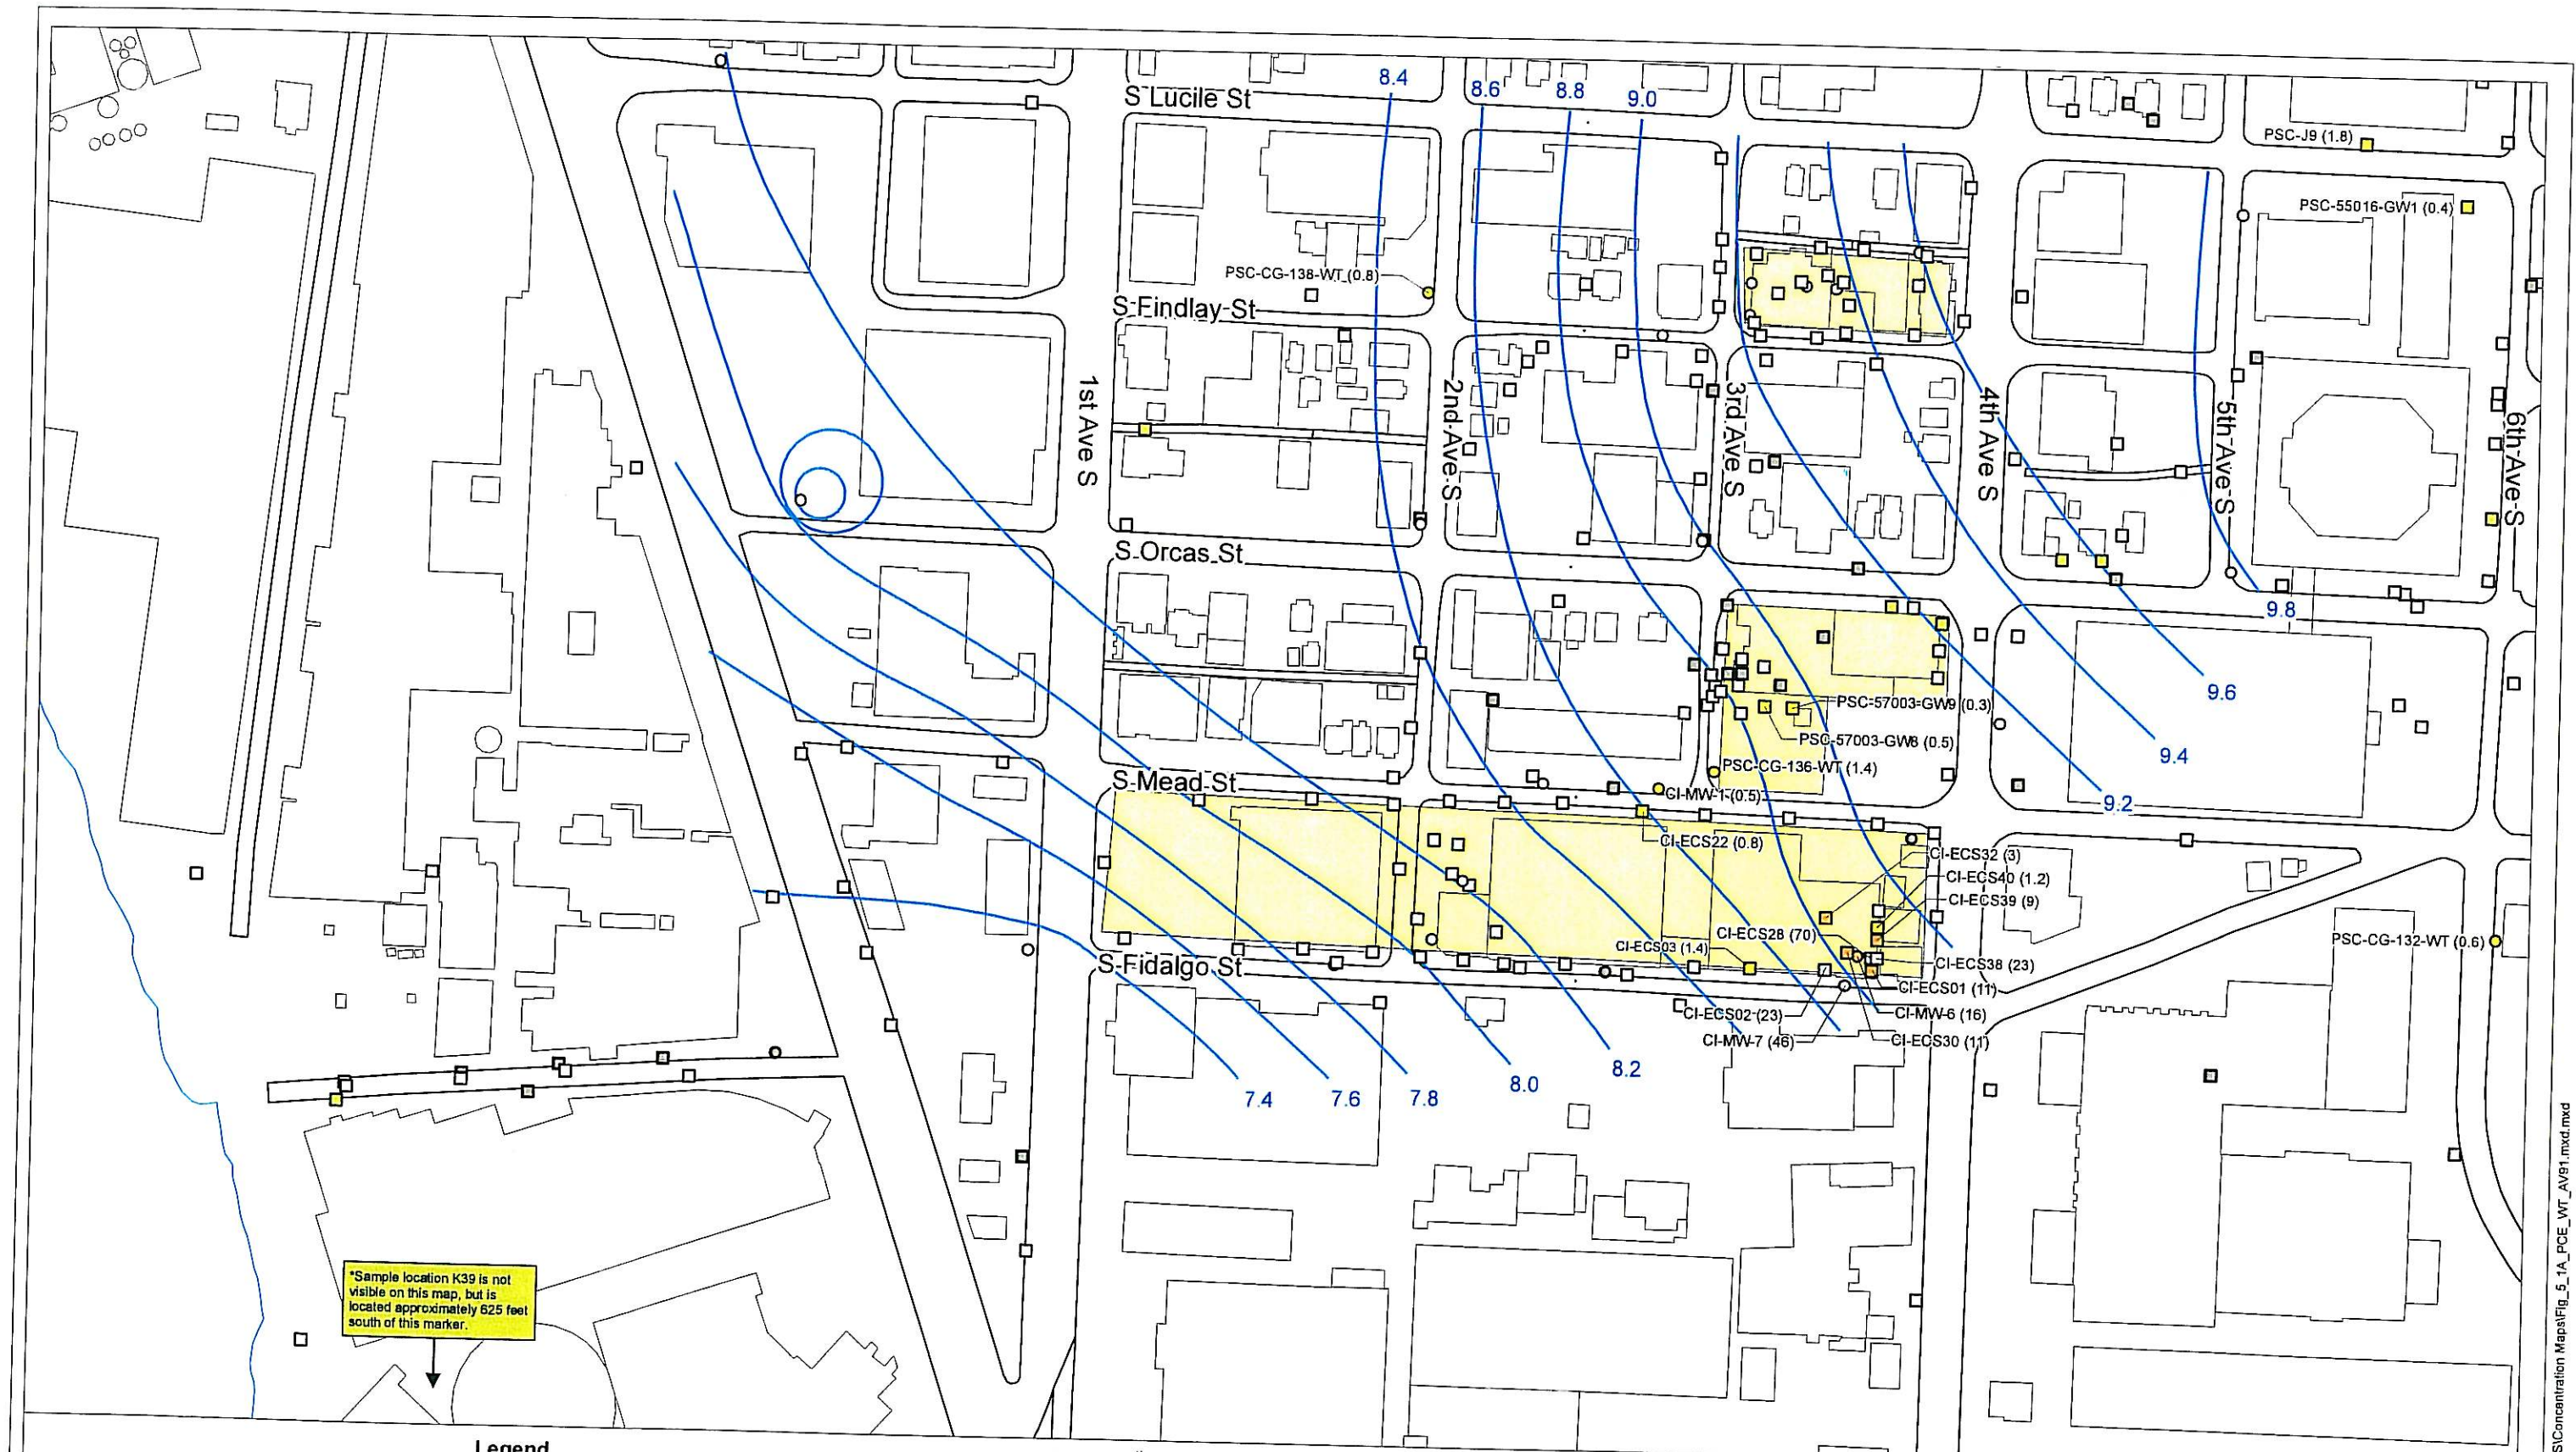 8.4
8.6
8.8
9.0
S Lucile St
PSC-J9 (1.8)
PSC-55016-GW1 (0.4)
PSC-CG-138-WT (0.8)
S Findlay St
1st Ave S
2nd Ave S
3rd Ave S
4th Ave S
5th Ave S
6th Ave S
S Orcas St
9.8
9.6
9.4
9.2
PSC-57003-GW9 (0.3)
PSC-57003-GW8 (0.5)
PSC-CG-136-WT (1.4)
S Mead St
CI-MW-1 (0.5)
CI-ECS22 (0.8)
CI-ECS32 (3)
CI-ECS40 (1.2)
CI-ECS39 (9)
CI-ECS28 (70)
CI-ECS03 (1.4)
PSC-CG-132-WT (0.6)
CI-ECS38 (23)
S Fidalgo St
CI-ECS01 (11)
CI-ECS02 (23)
CI-MW-6 (16)
CI-MW-7 (46)
CI-ECS30 (11)
8.2
8.0
7.8
7.6
7.4
*Sample location K39 is not
visible on this map, but is
located approximately 625 feet
south of this marker.
Legend
S\Concentration Maps\Fig_5_1A_PCE_WT_AV91.mxd.mxd